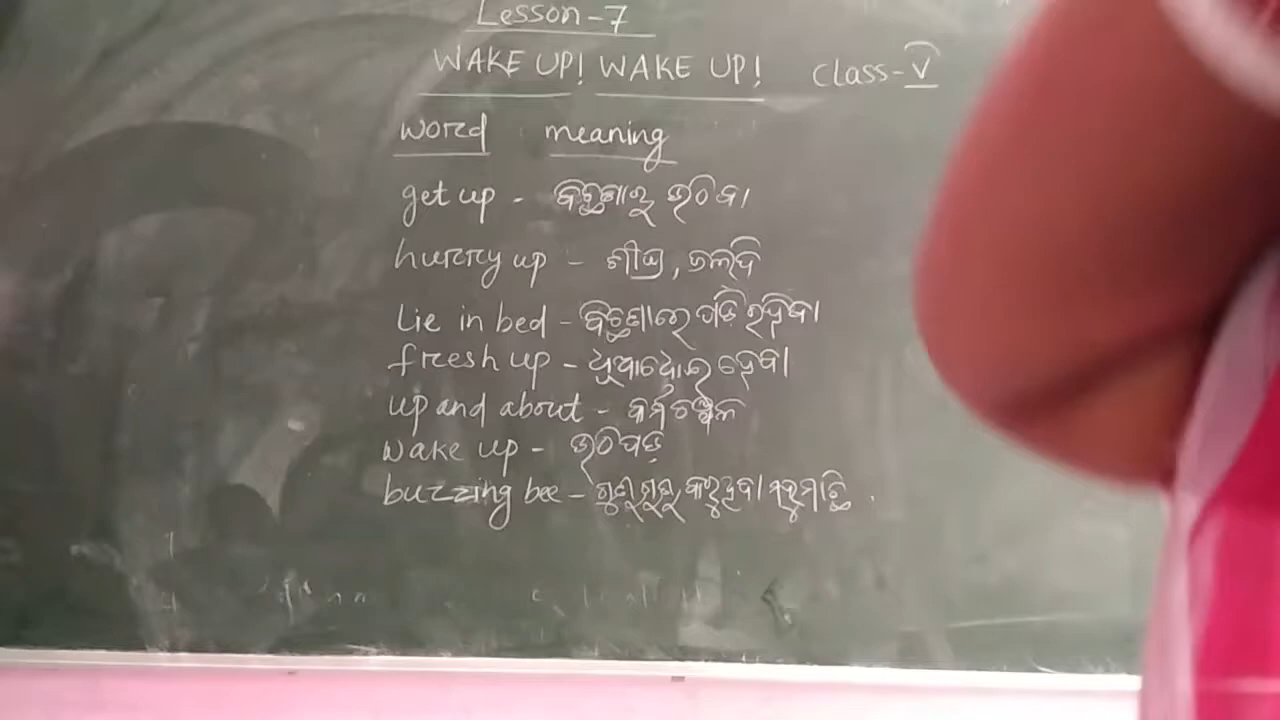 Lesson-7
WAKE UP! WAKE UP! class-V
word meaning
get up - ବିଛଣାରୁ ଉଠିବା
hurry up - ଶୀଘ୍ର, ଜଲଦି
Lie in bed - ବିଛଣାରେ ପଡ଼ି ରହିବା
fresh up - ଧୂଆଧୋଇ ହେବା
up and about - କର୍ମଚଞ୍ଚଳ
wake up - ଉଠିପଡ଼
buzzing bee - ଗୁଣୁଗୁଣୁ ମହୁମାଛି